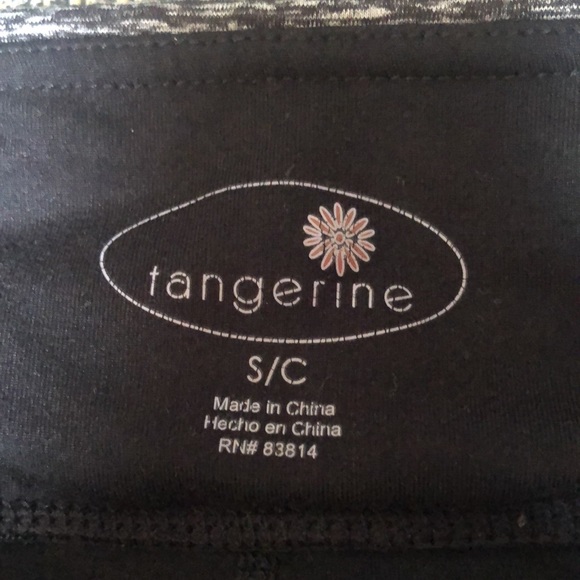 tangerine
S/C
Made in China
Hecho en China
RN# 83814